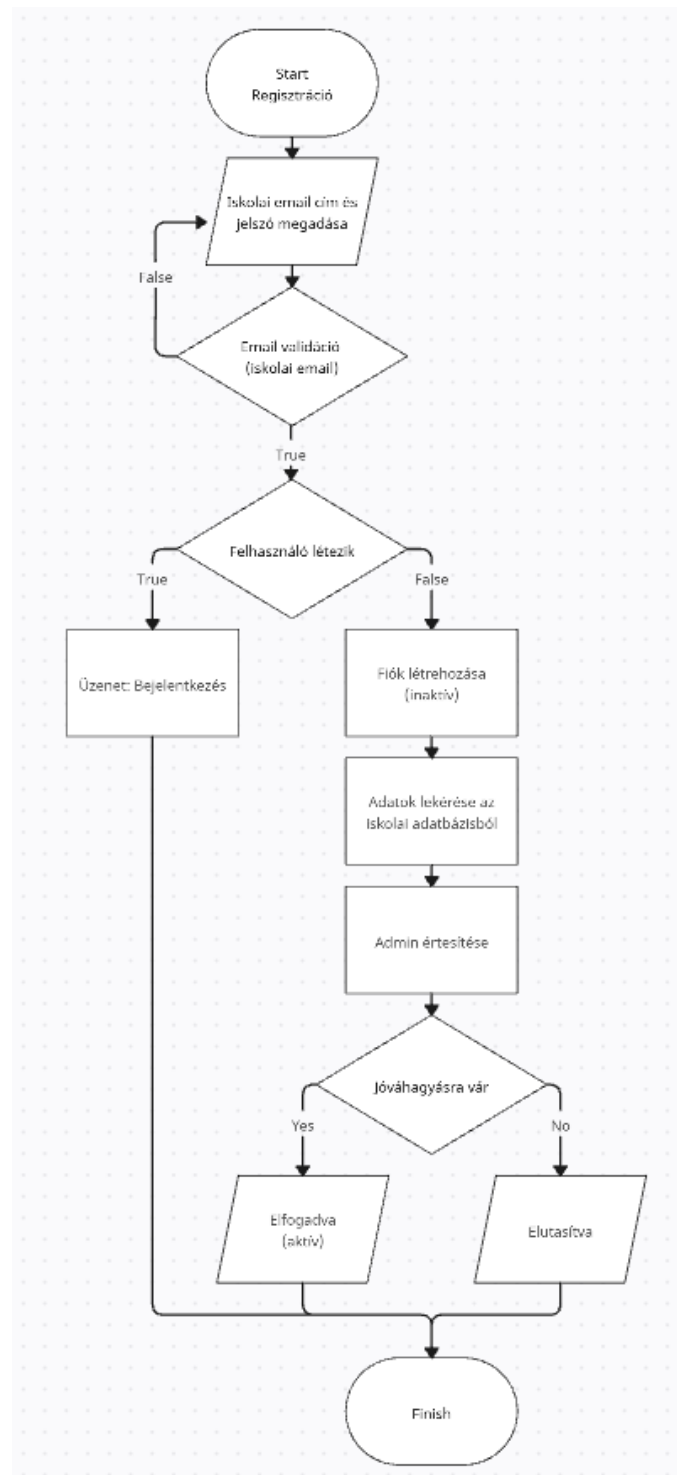 Start
Regisztráció
Iskolai email cím és
jelszó megadása
False
Email validáció
(iskolai email)
True
Felhasználó létezik
True
False
Üzenet: Bejelentkezés
Fiók létrehozása
(inaktív)
Adatok lekérése az
iskolai adatbázisból
Admin értesítése
Jóváhagyásra vár
Yes
No
Elfogadva
(aktív)
Elutasítva
Finish